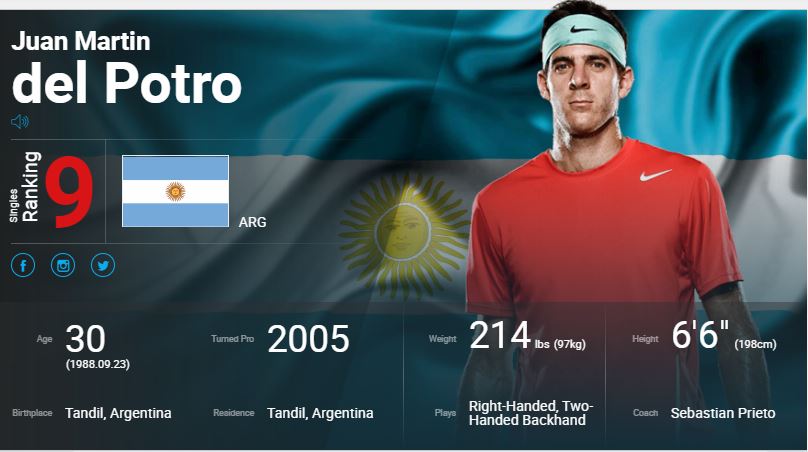 Juan Martin
del Potro
Singles
Ranking
9
ARG
Age
30
(1988.09.23)
Turned Pro
2005
Weight
214 lbs (97kg)
Height
6'6" (198cm)
Birthplace
Tandil, Argentina
Residence
Tandil, Argentina
Plays
Right-Handed, Two-
Handed Backhand
Coach
Sebastian Prieto